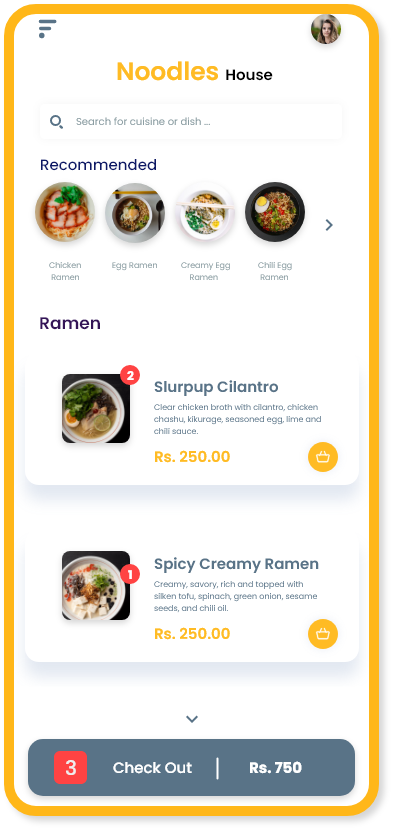 Noodles House
Search for cuisine or dish ...
Recommended
Chicken
Ramen
Egg Ramen
Creamy Egg
Ramen
Chili Egg
Ramen
Ramen
2
Slurpup Cilantro
Clear chicken broth with cilantro, chicken
chashu, kikurage, seasoned egg, lime and
chili sauce.
Rs. 250.00
1
Spicy Creamy Ramen
Creamy, savory, rich and topped with
silken tofu, spinach, green onion, sesame
seeds, and chili oil.
Rs. 250.00
3 Check Out | Rs. 750